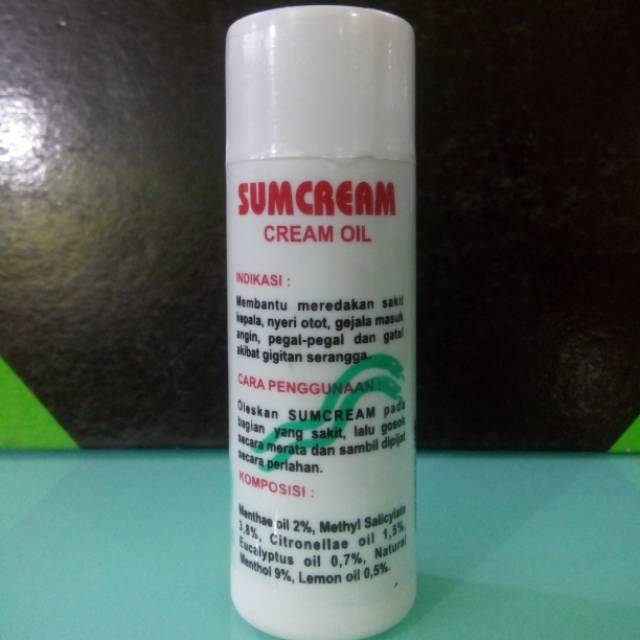 SUMCREAM
CREAM OIL
INDIKASI :
Membantu meredakan sakit
kepala, nyeri otot, gejala masuk
angin, pegal-pegal dan gatal
akibat gigitan serangga.
CARA PENGGUNAAN :
Oleskan SUMCREAM pada
bagian yang sakit, lalu gosok
secara merata dan sambil dipijat
secara perlahan.
KOMPOSISI :
Menthae oil 2%, Methyl Salicylate
Citronellae oil 1,5%,
Eucalyptus oil 0,7%, Natural
Menthol 9%, Lemon oil 0,5%.